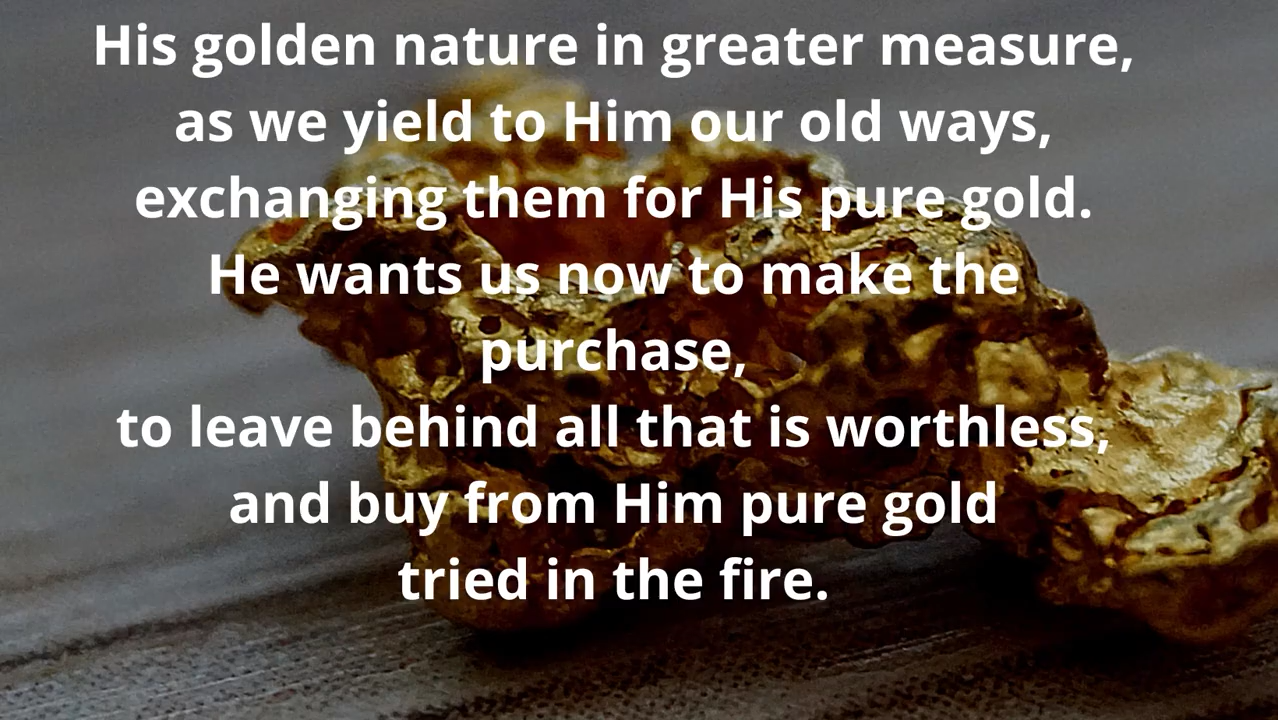 His golden nature in greater measure,
as we yield to Him our old ways,
exchanging them for His pure gold.
He wants us now to make the
purchase,
to leave behind all that is worthless,
and buy from Him pure gold
tried in the fire.